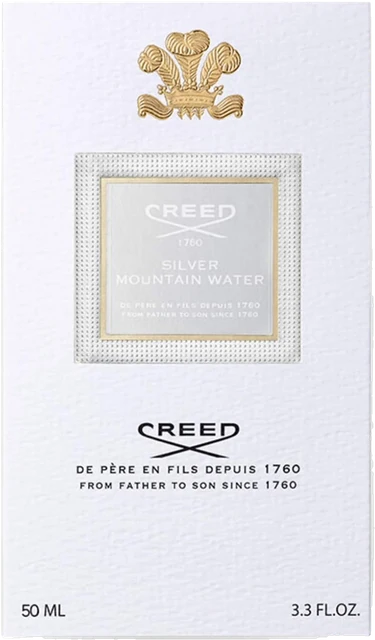 CREED
1760
SILVER
MOUNTAIN WATER
DE PÈRE EN FILS DEPUIS 1760
FROM FATHER TO SON SINCE 1760
CREED
DE PÈRE EN FILS DEPUIS 1760
FROM FATHER TO SON SINCE 1760
50 ML 3.3 FL.OZ.